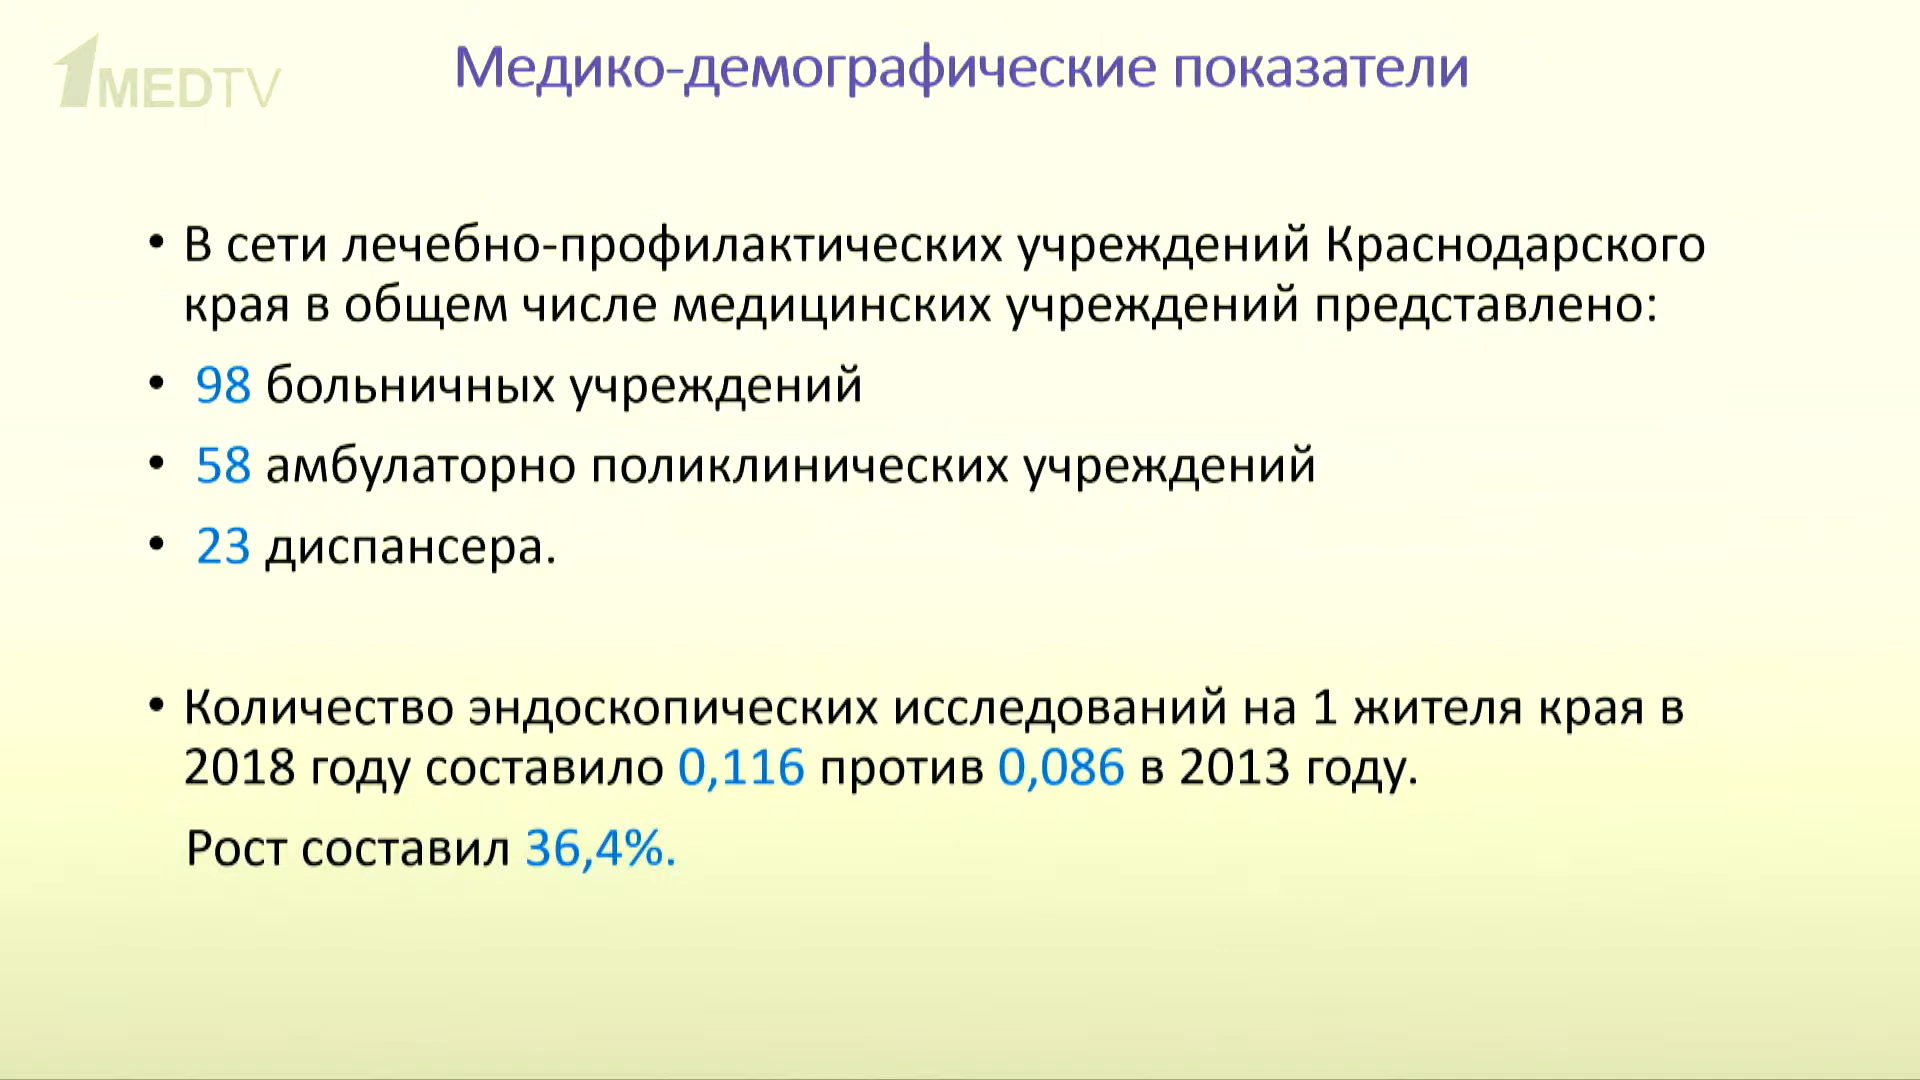 1MEDTV
Медико-демографические показатели
• В сети лечебно-профилактических учреждений Краснодарского
края в общем числе медицинских учреждений представлено:
• 98 больничных учреждений
• 58 амбулаторно поликлинических учреждений
• 23 диспансера.
• Количество эндоскопических исследований на 1 жителя края в
2018 году составило 0,116 против 0,086 в 2013 году.
Рост составил 36,4%.